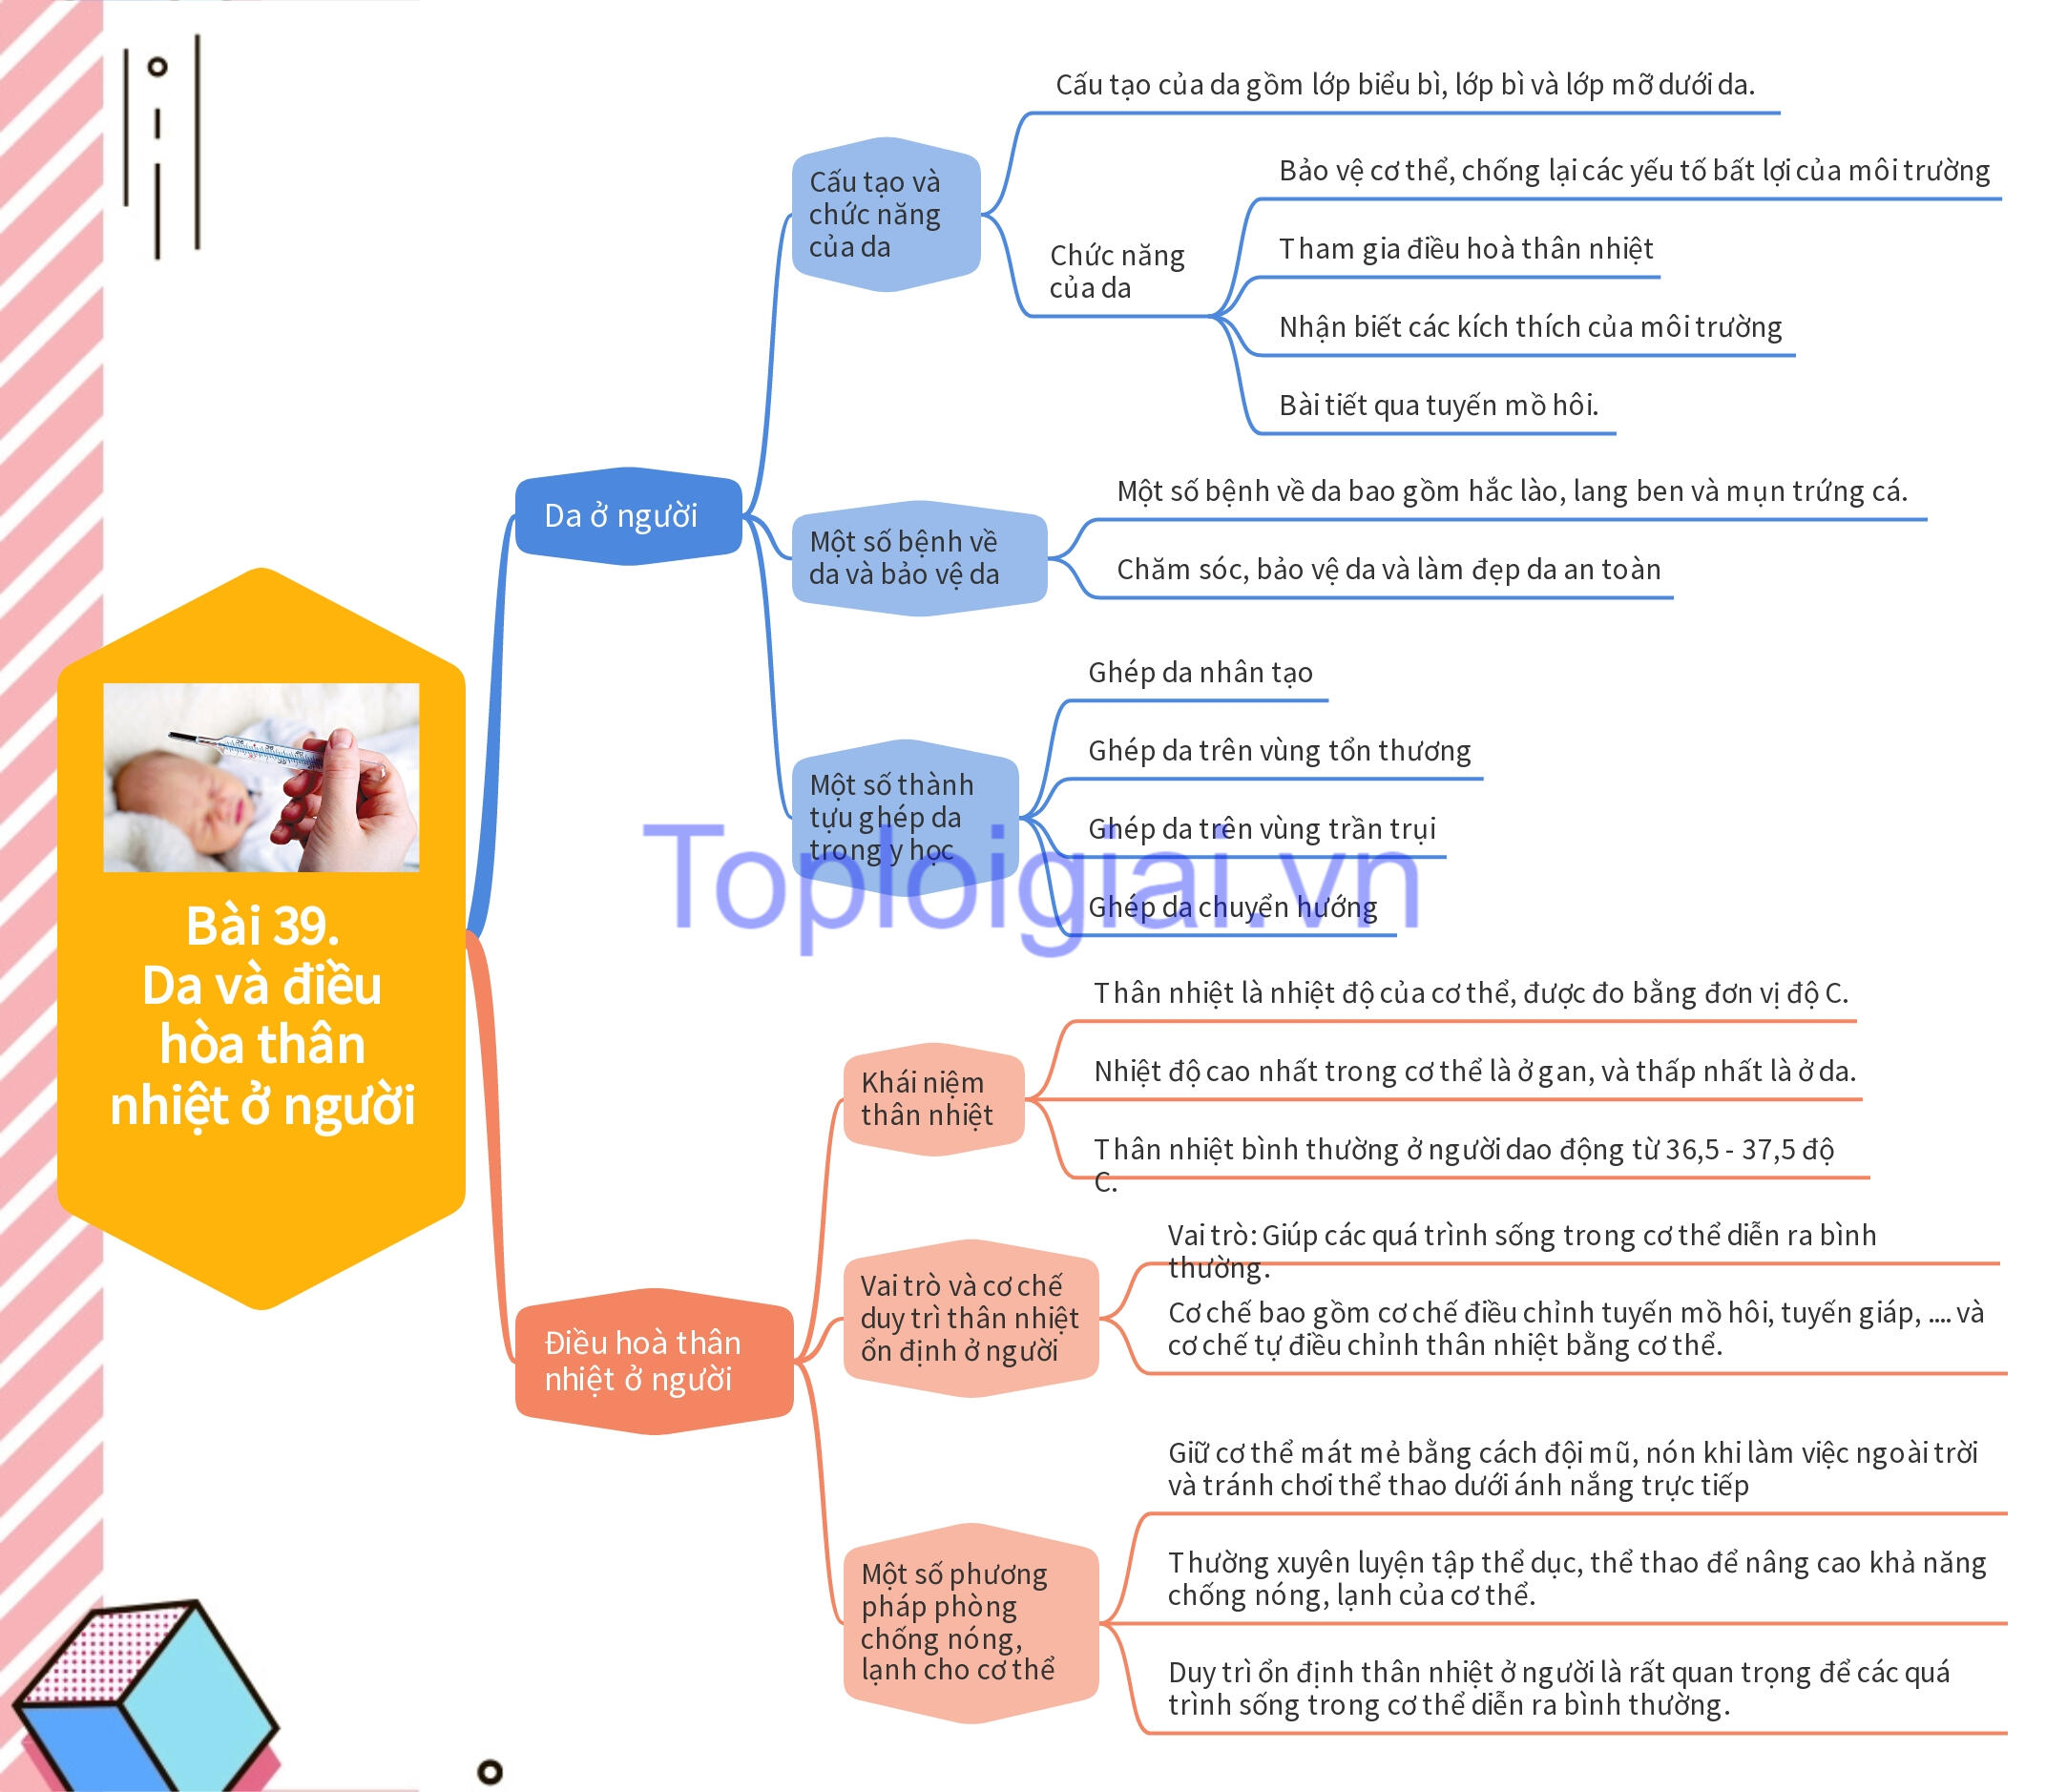 Bài 39.
Da và điều
hòa thân
nhiệt ở người
Da ở người
Cấu tạo và
chức năng
của da
Cấu tạo của da gồm lớp biểu bì, lớp bì và lớp mỡ dưới da.
Chức năng
của da
Bảo vệ cơ thể, chống lại các yếu tố bất lợi của môi trường
Tham gia điều hoà thân nhiệt
Nhận biết các kích thích của môi trường
Bài tiết qua tuyến mồ hôi.
Một số bệnh về
da và bảo vệ da
Một số bệnh về da bao gồm hắc lào, lang ben và mụn trứng cá.
Chăm sóc, bảo vệ da và làm đẹp da an toàn
Một số thành
tựu ghép da
trong y học
Ghép da nhân tạo
Ghép da trên vùng tổn thương
Ghép da trên vùng trần trụi
Ghép da chuyển hướng
Toploigiai.vn
Điều hoà thân
nhiệt ở người
Khái niệm
thân nhiệt
Thân nhiệt là nhiệt độ của cơ thể, được đo bằng đơn vị độ C.
Nhiệt độ cao nhất trong cơ thể là ở gan, và thấp nhất là ở da.
Thân nhiệt bình thường ở người dao động từ 36,5 - 37,5 độ
C.
Vai trò và cơ chế
duy trì thân nhiệt
ổn định ở người
Vai trò: Giúp các quá trình sống trong cơ thể diễn ra bình
thường.
Cơ chế bao gồm cơ chế điều chỉnh tuyến mồ hôi, tuyến giáp, .... và
cơ chế tự điều chỉnh thân nhiệt bằng cơ thể.
Một số phương
pháp phòng
chống nóng,
lạnh cho cơ thể
Giữ cơ thể mát mẻ bằng cách đội mũ, nón khi làm việc ngoài trời
và tránh chơi thể thao dưới ánh nắng trực tiếp
Thường xuyên luyện tập thể dục, thể thao để nâng cao khả năng
chống nóng, lạnh của cơ thể.
Duy trì ổn định thân nhiệt ở người là rất quan trọng để các quá
trình sống trong cơ thể diễn ra bình thường.